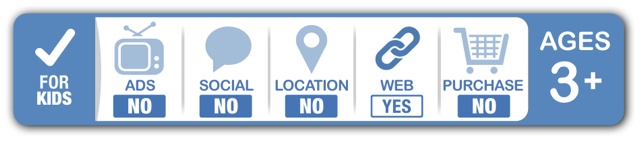 FOR
KIDS
ADS
NO
SOCIAL
NO
LOCATION
NO
WEB
YES
PURCHASE
NO
AGES
3+